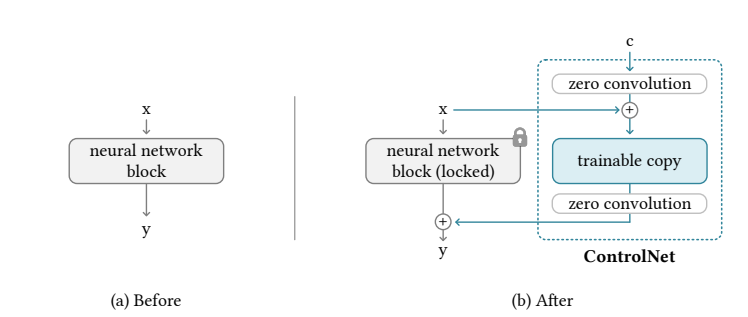 x
neural network
block
y
(a) Before
c
zero convolution
x
+
neural network
block (locked)
trainable copy
zero convolution
+
y
ControlNet
(b) After